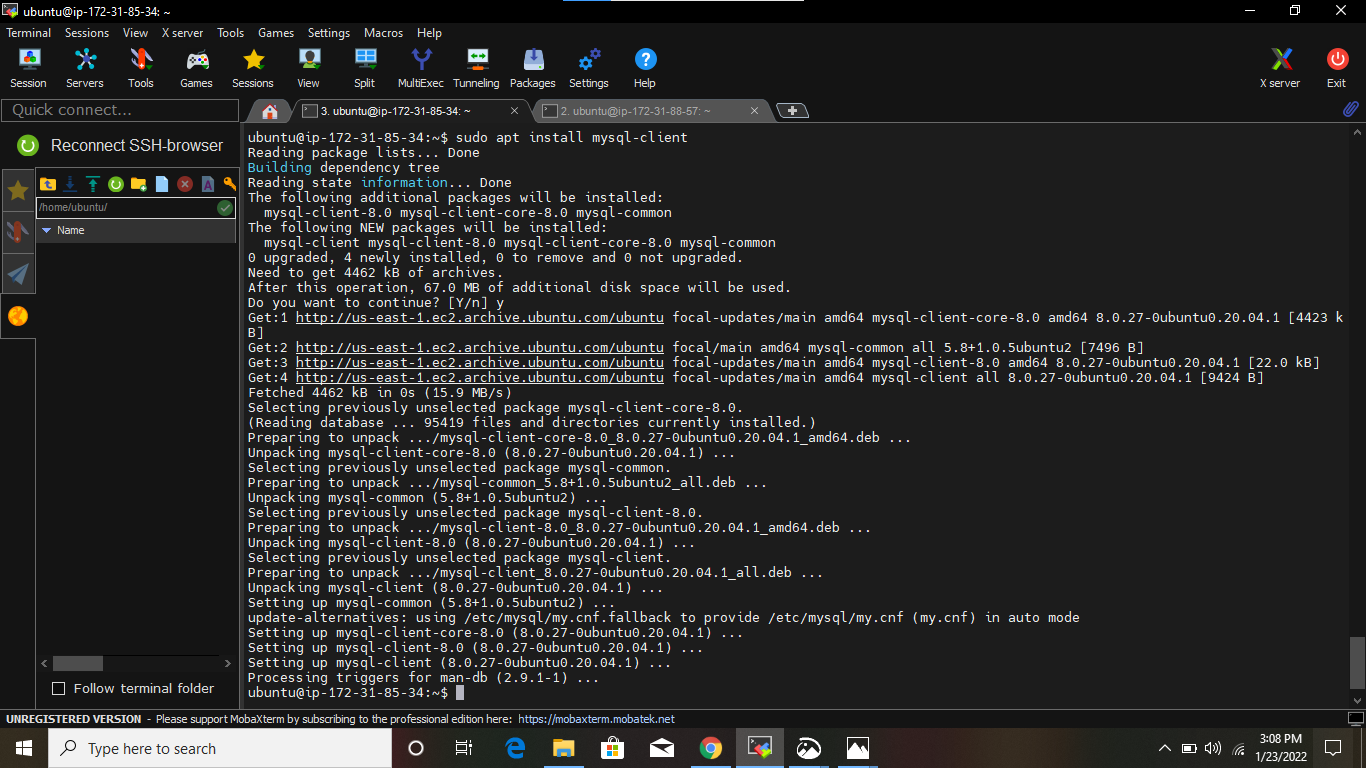 ubuntu@ip-172-31-85-34: ~
Terminal Sessions View X server Tools Games Settings Macros Help
Session Servers Tools Games Sessions View Split MultiExec Tunneling Packages Settings Help X server Exit
Quick connect...
3. ubuntu@ip-172-31-85-34: ~
2. ubuntu@ip-172-31-88-57: ~
Reconnect SSH-browser
/home/ubuntu/
Name
ubuntu@ip-172-31-85-34:~$ sudo apt install mysql-client
Reading package lists... Done
Building dependency tree
Reading state information... Done
The following additional packages will be installed:
  mysql-client-8.0 mysql-client-core-8.0 mysql-common
The following NEW packages will be installed:
  mysql-client mysql-client-8.0 mysql-client-core-8.0 mysql-common
0 upgraded, 4 newly installed, 0 to remove and 0 not upgraded.
Need to get 4462 kB of archives.
After this operation, 67.0 MB of additional disk space will be used.
Do you want to continue? [Y/n] y
Get:1 http://us-east-1.ec2.archive.ubuntu.com/ubuntu focal-updates/main amd64 mysql-client-core-8.0 amd64 8.0.27-0ubuntu0.20.04.1 [4423 k
B]
Get:2 http://us-east-1.ec2.archive.ubuntu.com/ubuntu focal/main amd64 mysql-common all 5.8+1.0.5ubuntu2 [7496 B]
Get:3 http://us-east-1.ec2.archive.ubuntu.com/ubuntu focal-updates/main amd64 mysql-client-8.0 amd64 8.0.27-0ubuntu0.20.04.1 [22.0 kB]
Get:4 http://us-east-1.ec2.archive.ubuntu.com/ubuntu focal-updates/main amd64 mysql-client all 8.0.27-0ubuntu0.20.04.1 [9424 B]
Fetched 4462 kB in 0s (15.9 MB/s)
Selecting previously unselected package mysql-client-core-8.0.
(Reading database ... 95419 files and directories currently installed.)
Preparing to unpack .../mysql-client-core-8.0_8.0.27-0ubuntu0.20.04.1_amd64.deb ...
Unpacking mysql-client-core-8.0 (8.0.27-0ubuntu0.20.04.1) ...
Selecting previously unselected package mysql-common.
Preparing to unpack .../mysql-common_5.8+1.0.5ubuntu2_all.deb ...
Unpacking mysql-common (5.8+1.0.5ubuntu2) ...
Selecting previously unselected package mysql-client-8.0.
Preparing to unpack .../mysql-client-8.0_8.0.27-0ubuntu0.20.04.1_amd64.deb ...
Unpacking mysql-client-8.0 (8.0.27-0ubuntu0.20.04.1) ...
Selecting previously unselected package mysql-client.
Preparing to unpack .../mysql-client_8.0.27-0ubuntu0.20.04.1_all.deb ...
Unpacking mysql-client (8.0.27-0ubuntu0.20.04.1) ...
Setting up mysql-common (5.8+1.0.5ubuntu2) ...
update-alternatives: using /etc/mysql/my.cnf.fallback to provide /etc/mysql/my.cnf (my.cnf) in auto mode
Setting up mysql-client-core-8.0 (8.0.27-0ubuntu0.20.04.1) ...
Setting up mysql-client-8.0 (8.0.27-0ubuntu0.20.04.1) ...
Setting up mysql-client (8.0.27-0ubuntu0.20.04.1) ...
Processing triggers for man-db (2.9.1-1) ...
ubuntu@ip-172-31-85-34:~$
Follow terminal folder
UNREGISTERED VERSION - Please support MobaXterm by subscribing to the professional edition here: https://mobaxterm.mobatek.net
Type here to search
3:08 PM
1/23/2022